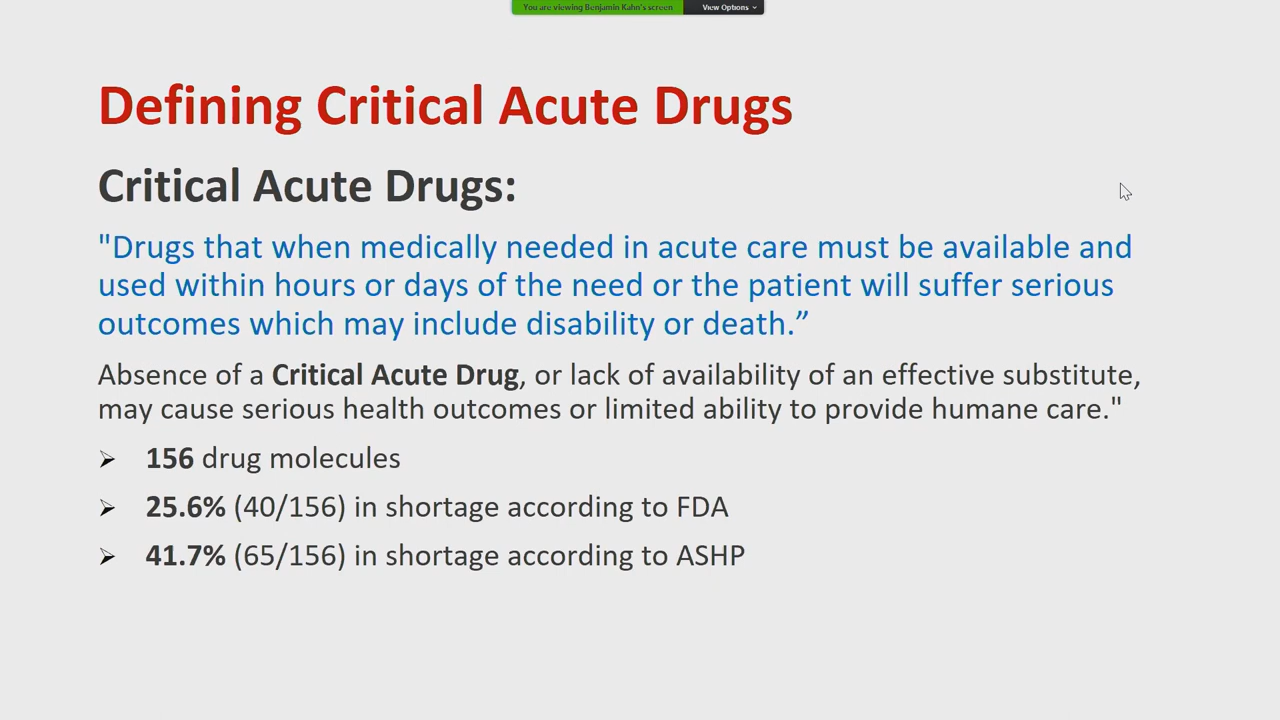 You are viewing Benjamin Kahn's screen View Options
Defining Critical Acute Drugs
Critical Acute Drugs:
"Drugs that when medically needed in acute care must be available and
used within hours or days of the need or the patient will suffer serious
outcomes which may include disability or death.”
Absence of a Critical Acute Drug, or lack of availability of an effective substitute,
may cause serious health outcomes or limited ability to provide humane care."
➢ 156 drug molecules
➢ 25.6% (40/156) in shortage according to FDA
➢ 41.7% (65/156) in shortage according to ASHP